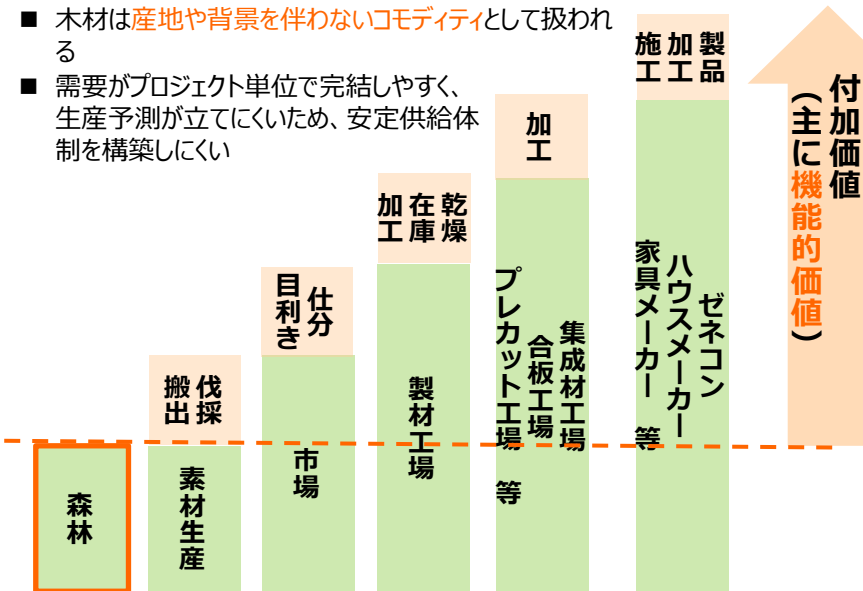 ■ 木材は産地や背景を伴わないコモディティとして扱われ
る
■ 需要がプロジェクト単位で完結しやすく、
生産予測が立てにくいため、安定供給体
制を構築しにくい
森林
伐採
搬出
素材生産
仕分
目利き
市場
乾燥
在庫
加工
製材工場
加工
集成材工場
合板工場
プレカット工場 等
製品
加工
施工
ゼネコン
ハウスメーカー
家具メーカー 等
付加価値
(主に機能的価値)